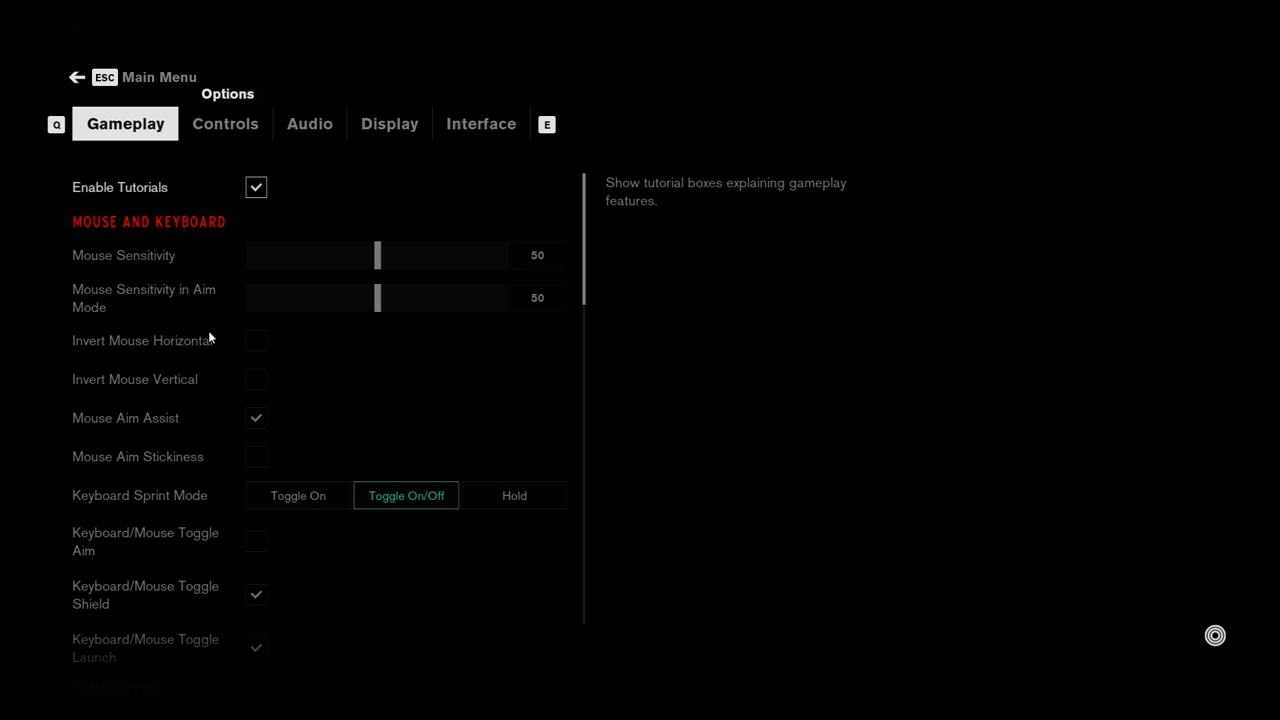 ESC Main Menu
Options
Q Gameplay Controls Audio Display Interface E
Enable Tutorials
Show tutorial boxes explaining gameplay
features.
MOUSE AND KEYBOARD
Mouse Sensitivity 50
Mouse Sensitivity in Aim
Mode 50
Invert Mouse Horizontal
Invert Mouse Vertical
Mouse Aim Assist
Mouse Aim Stickiness
Keyboard Sprint Mode Toggle On Toggle On/Off Hold
Keyboard/Mouse Toggle
Aim
Keyboard/Mouse Toggle
Shield
Keyboard/Mouse Toggle
Launch
CONTROLLER